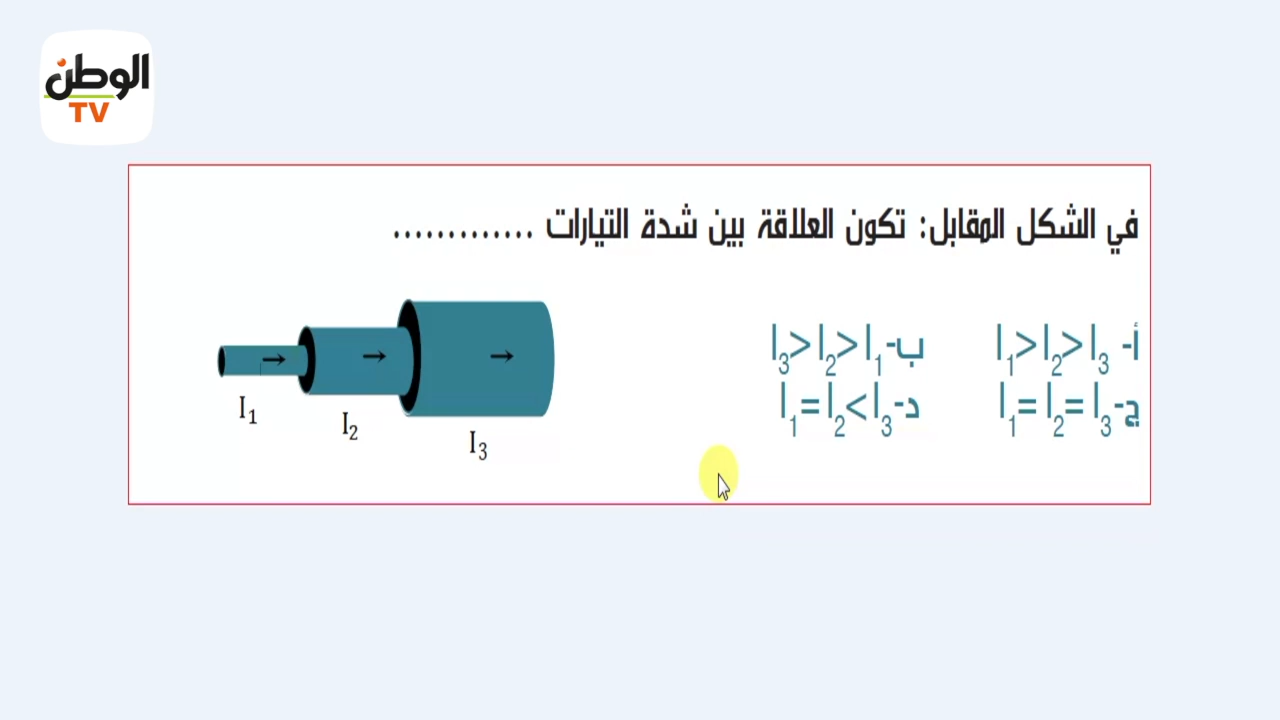 الوطن
TV
في الشكل المقابل: تكون العلاقة بين شدة التيارات .............
أ- I₁>I₂>I₃
ب- I₃>I₂>I₁
ج- I₁=I₂=I₃
د- I₁=I₂<I₃
I₁
I₂
I₃